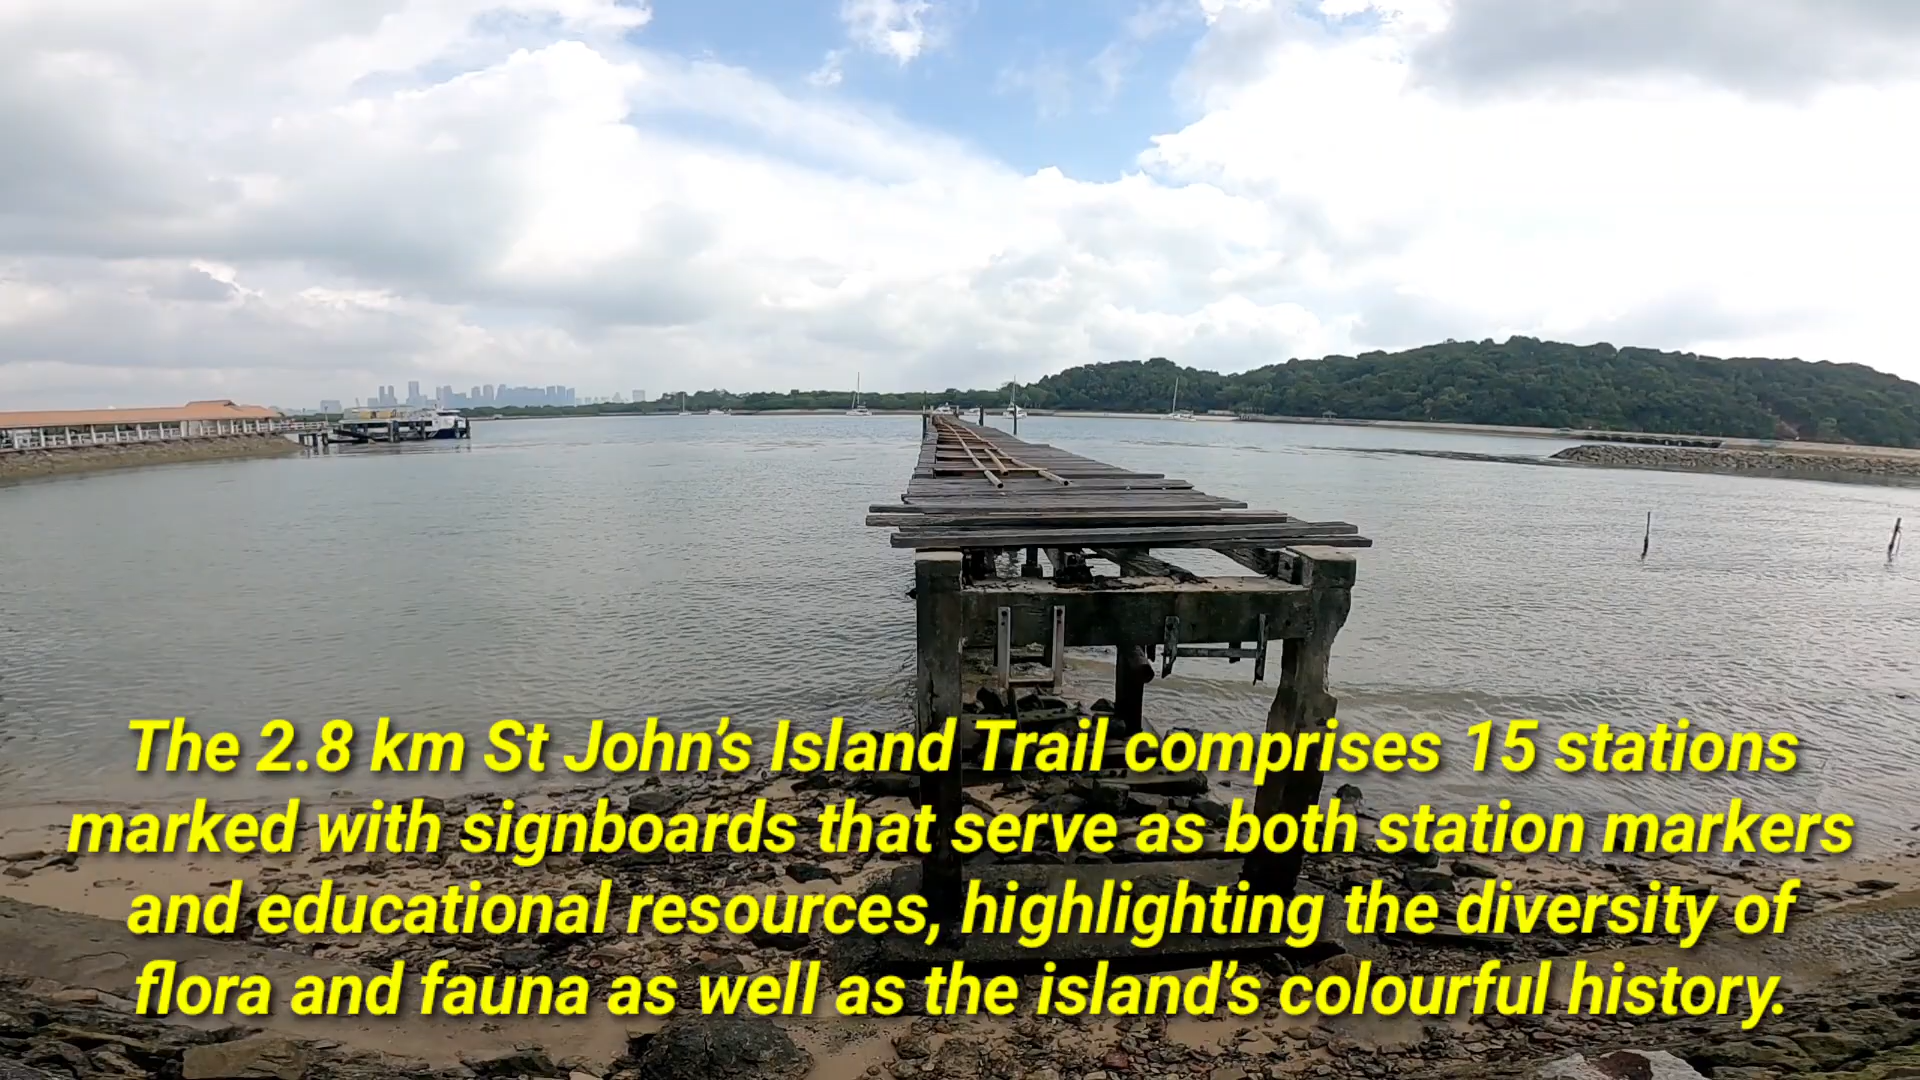 The 2.8 km St John’s Island Trail comprises 15 stations
marked with signboards that serve as both station markers
and educational resources, highlighting the diversity of
flora and fauna as well as the island’s colourful history.